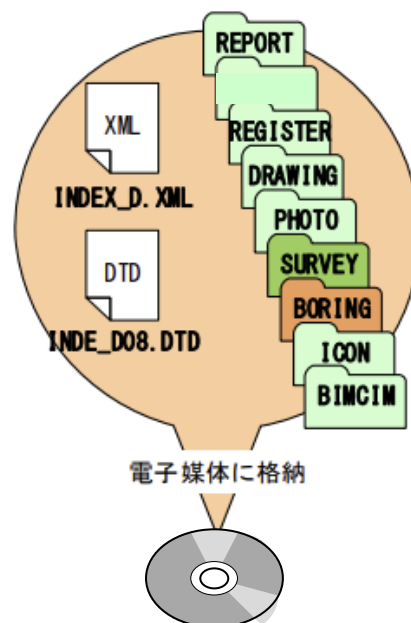 REPORT
REGISTER
DRAWING
PHOTO
SURVEY
BORING
ICON
BIMCIM
XML
INDEX_D.XML
DTD
INDE_D08.DTD
電子媒体に格納